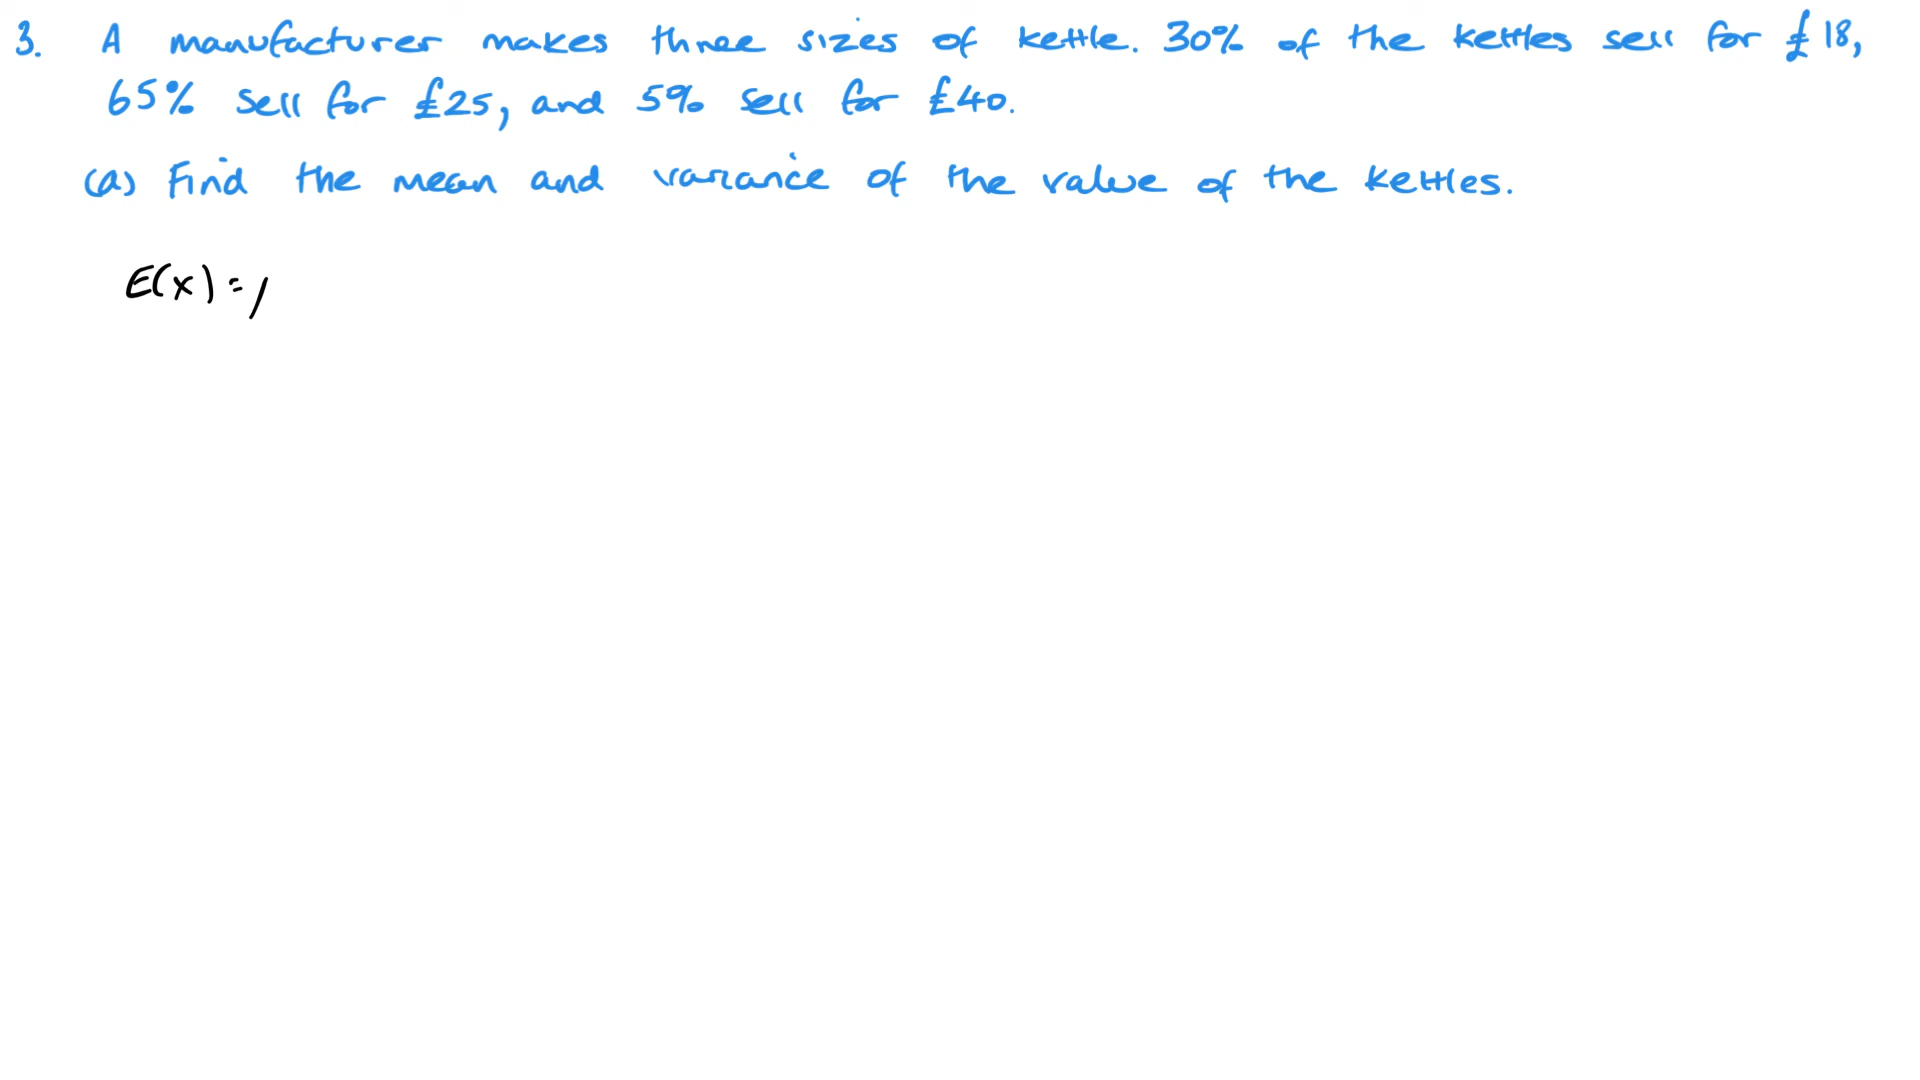 3. A manufacturer makes three sizes of kettle. 30% of the kettles sell for £18,
65% sell for £25, and 5% sell for £40.
(a) Find the mean and variance of the value of the kettles.
E(x) =